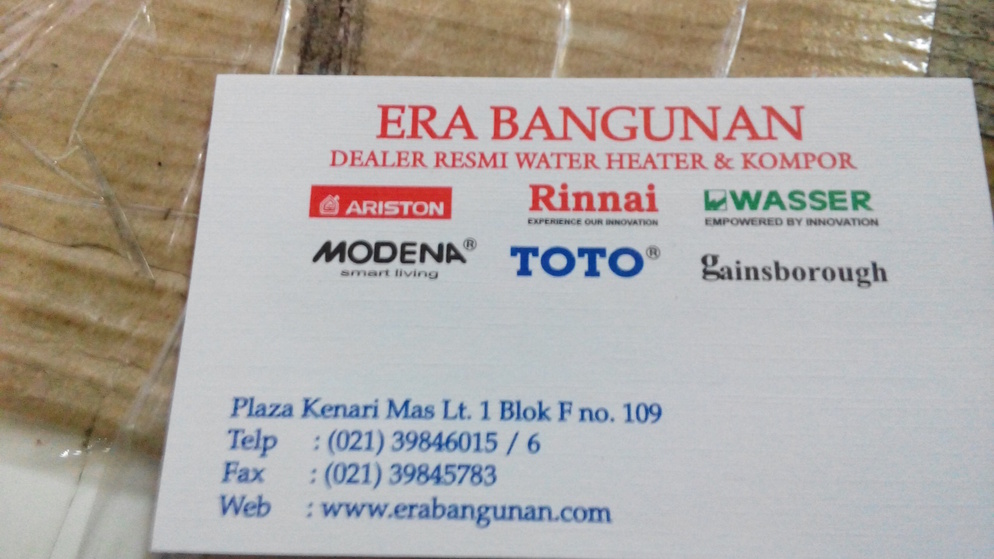 ERA BANGUNAN
DEALER RESMI WATER HEATER & KOMPOR
ARISTON
Rinnai
EXPERIENCE OUR INNOVATION
WASSER
EMPOWERED BY INNOVATION
MODENA®
smart living
TOTO®
gainsborough
Plaza Kenari Mas Lt. 1 Blok F no. 109
Telp : (021) 39846015 / 6
Fax : (021) 39845783
Web : www.erabangunan.com